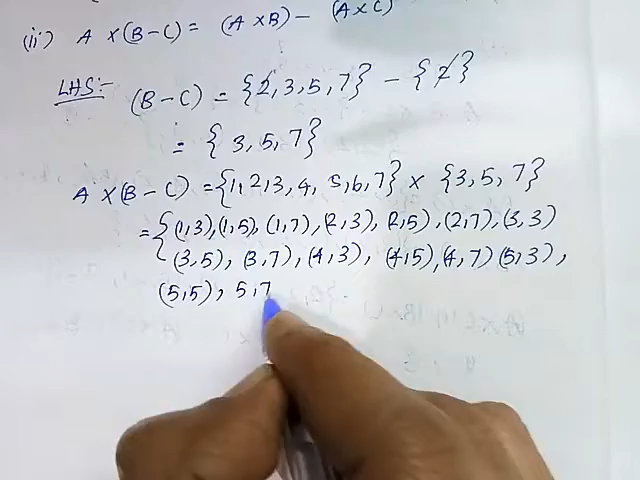 (ii) A × (B − C) = (A × B) − (A × C)
LHS:- (B − C) = {2, 3, 5, 7} − {2}
= {3, 5, 7}
A × (B − C) = {1, 2, 3, 4, 5, 6, 7} × {3, 5, 7}
= {(1,3), (1,5), (1,7), (2,3), (2,5), (2,7), (3,3)
(3,5), (3,7), (4,3), (4,5), (4,7) (5,3),
(5,5), 5,7